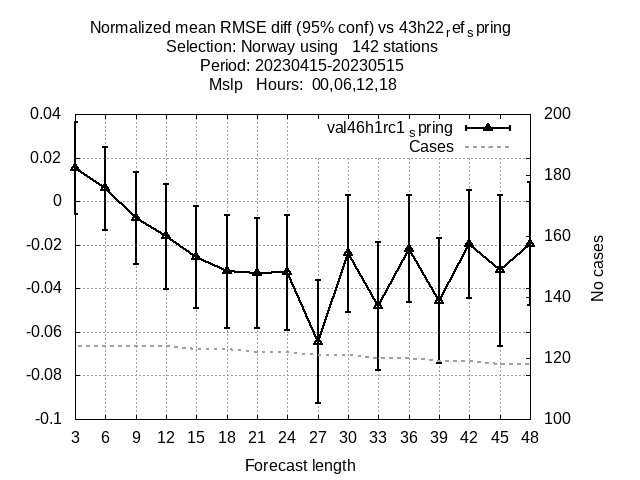 Normalized mean RMSE diff (95% conf) vs 43h22refspring
Selection: Norway using 142 stations
Period: 20230415-20230515
Mslp Hours: 00,06,12,18
0.04
0.02
0
-0.02
-0.04
-0.06
-0.08
-0.1
200
180
160
140
120
100
val46h1rc1spring
Cases
No cases
3 6 9 12 15 18 21 24 27 30 33 36 39 42 45 48
Forecast length